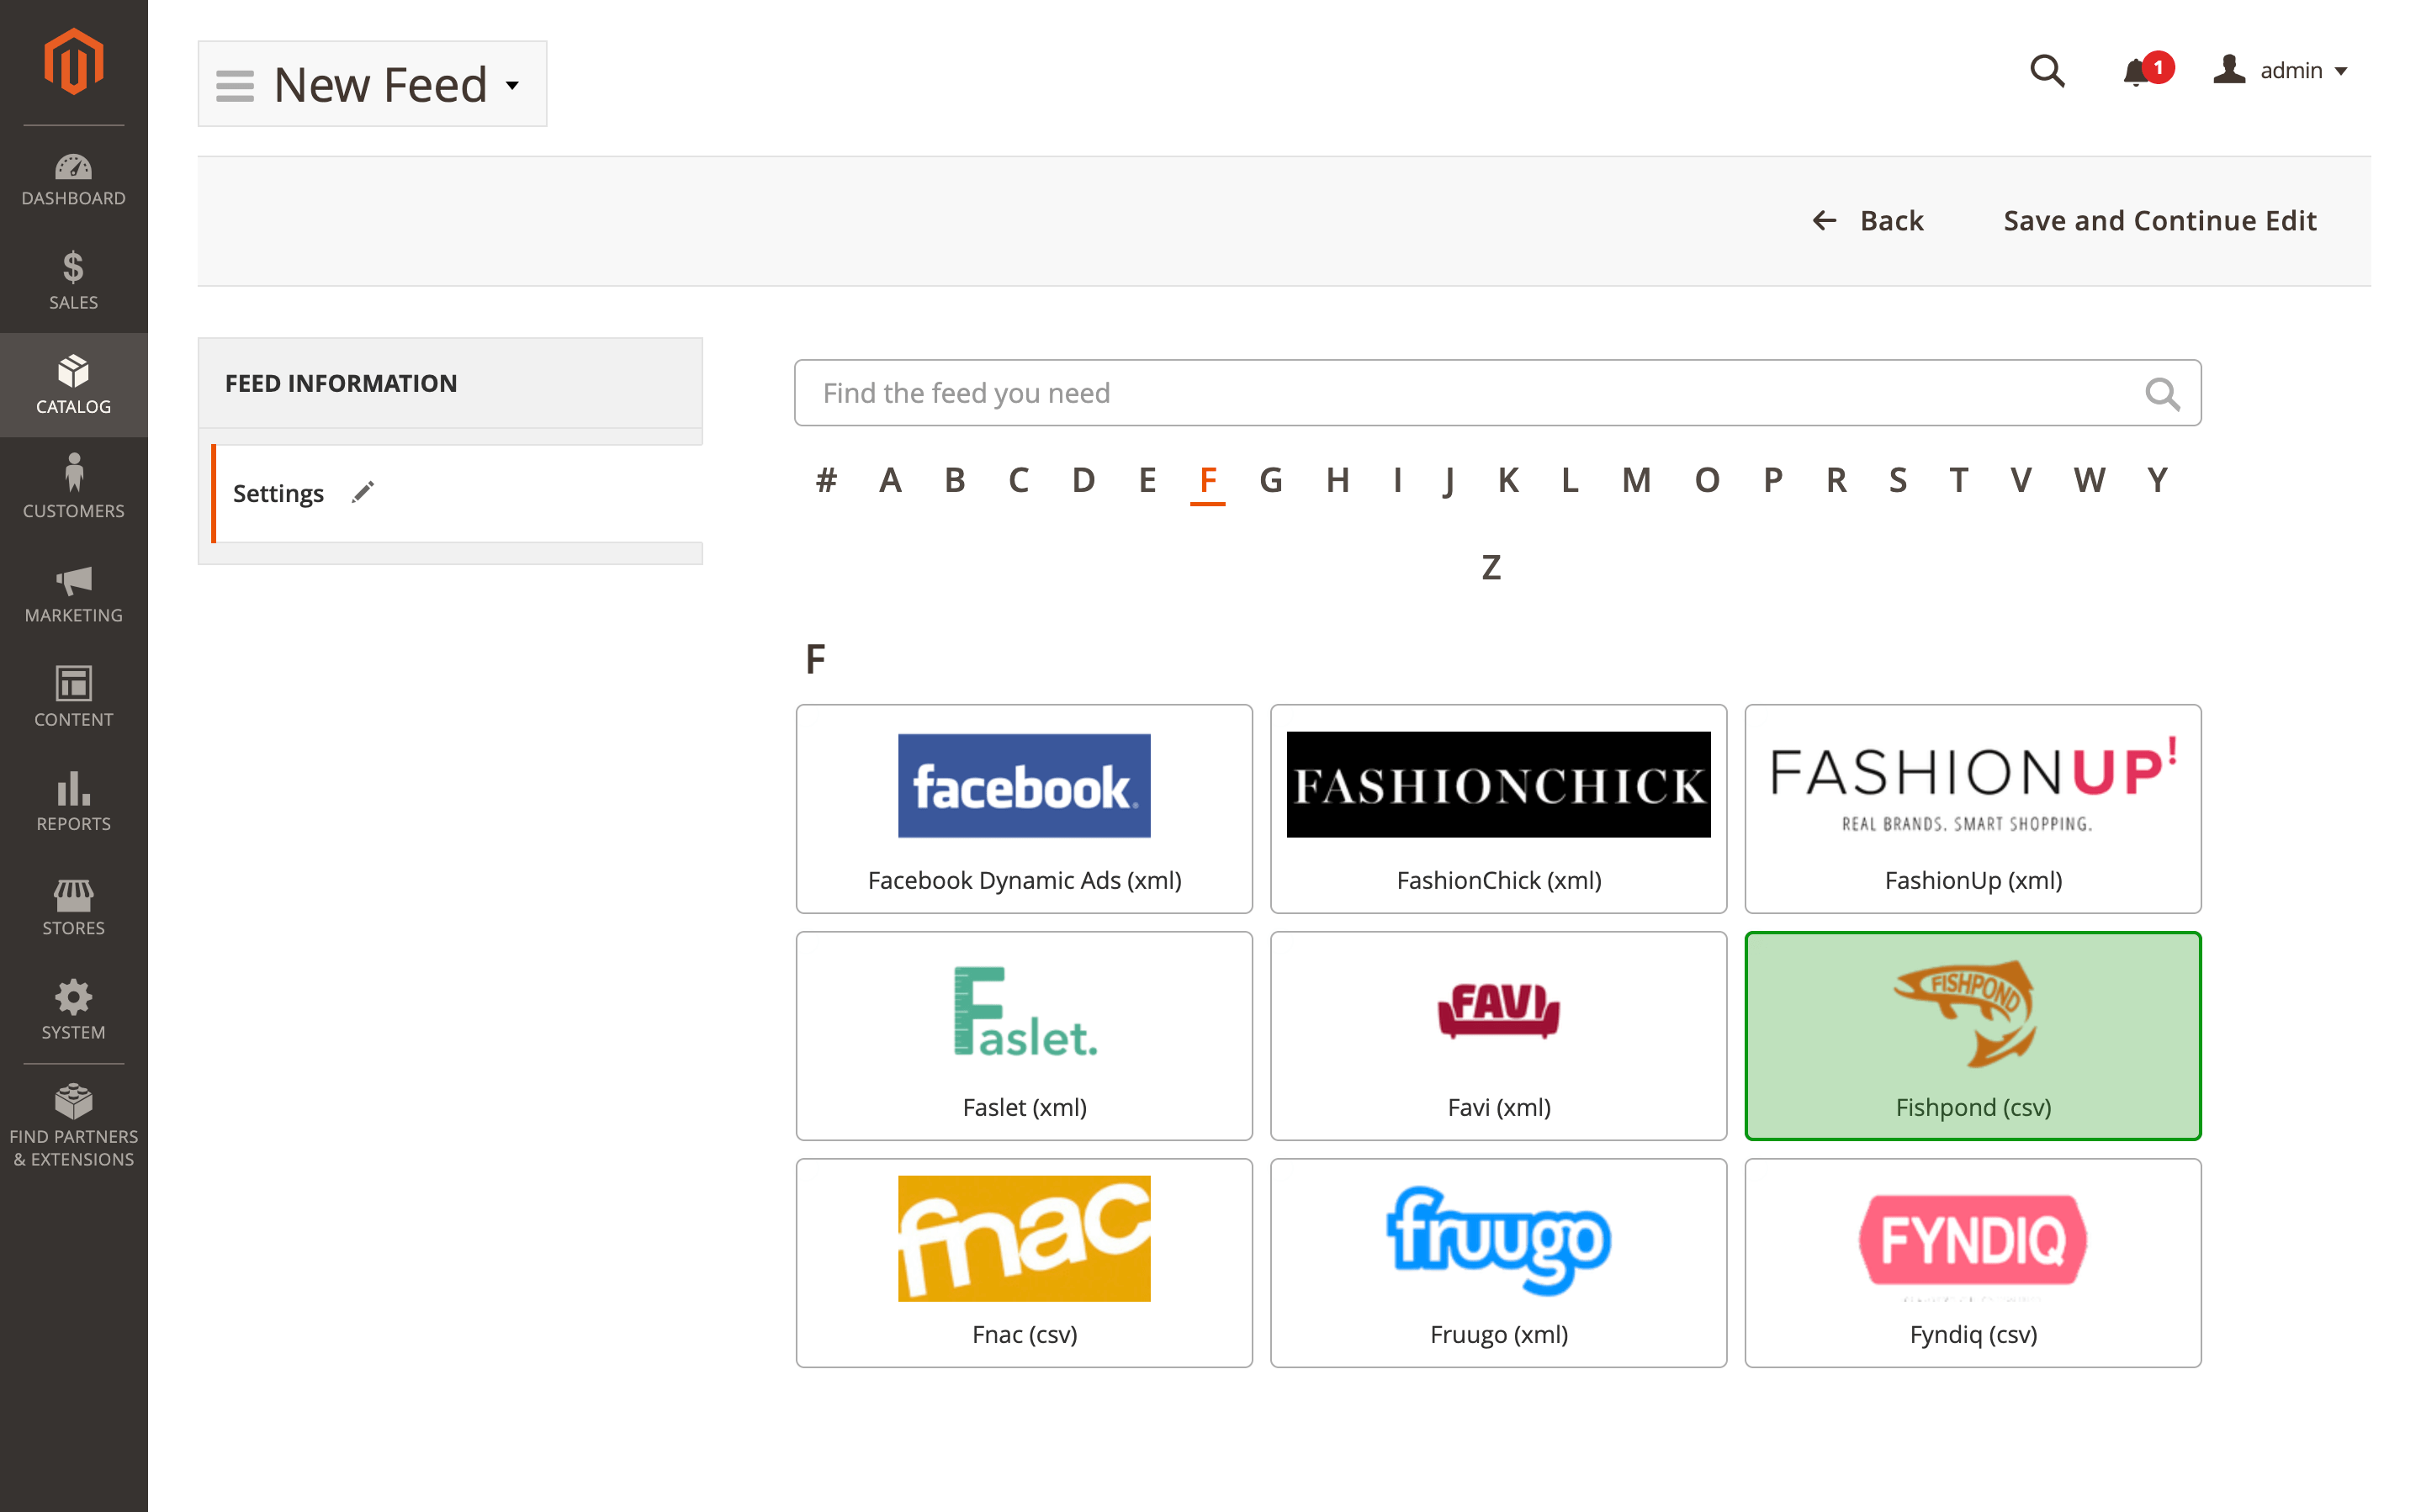 New Feed
1
admin
DASHBOARD
SALES
CATALOG
CUSTOMERS
MARKETING
CONTENT
REPORTS
STORES
SYSTEM
FIND PARTNERS
& EXTENSIONS
Back
Save and Continue Edit
FEED INFORMATION
Settings
Find the feed you need
# A B C D E F G H I J K L M O P R S T V W Y
Z
F
facebook
Facebook Dynamic Ads (xml)
FASHIONCHICK
FashionChick (xml)
FASHIONUP!
REAL BRANDS. SMART SHOPPING.
FashionUp (xml)
Faslet.
Faslet (xml)
FAVI
Favi (xml)
FISHPOND
Fishpond (csv)
fnac
Fnac (csv)
fruugo
Fruugo (xml)
FYNDIQ
Fyndiq (csv)